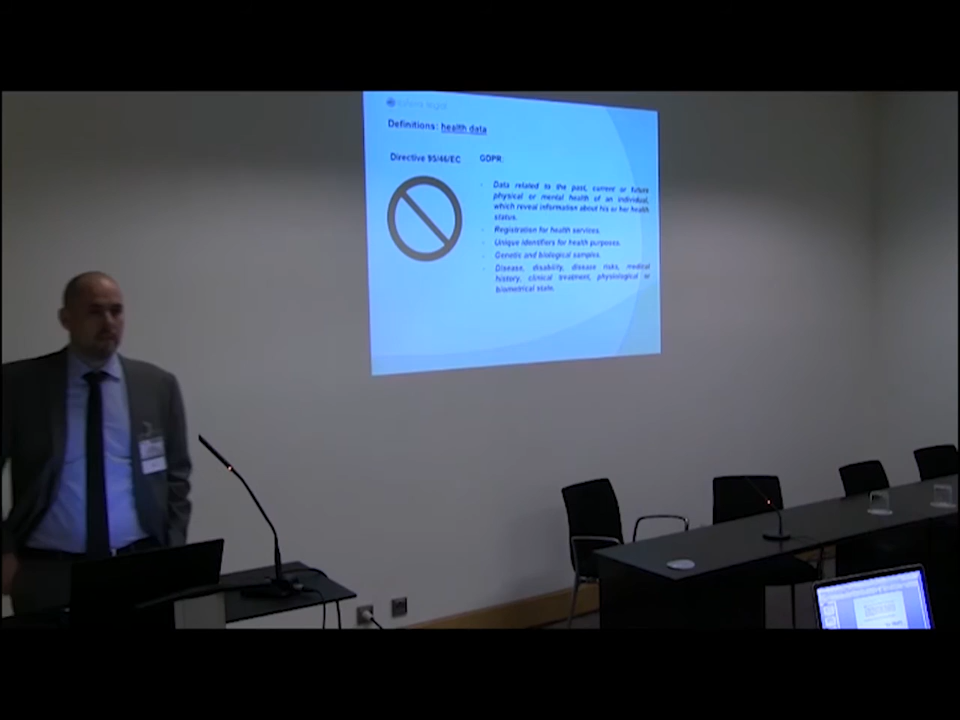 Definitions: health data
Directive 95/46/EC
GDPR:
- Data related to the past, current or future
physical or mental health of an individual,
which reveal information about his or her health
status.
- Registration for health services.
- Unique identifiers for health purposes.
- Genetic and biological samples.
- Disease, disability, disease risks, medical
history, clinical treatment, physiological or
biometrical state.